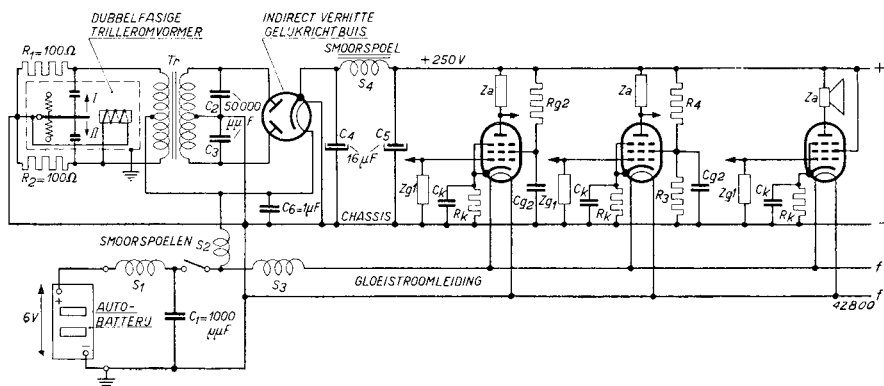 DUBBELFASIGE
TRILLEROMVORMER
INDIRECT VERHITTE
GELIJKRICHTBUIS
R1=100Ω
Tr
SMOORSPOEL
S4
+250V
+
I
II
C2
50000
μμF
C3
C4
16μF
C5
R2=100Ω
C6=1μF
CHASSIS
−
Za
Rg2
Zg1
Ck
Rk
Cg2
Za
R4
Zg1
Ck
Rk
R3
Cg2
Za
Zg1
Ck
Rk
SMOORSPOELEN
S2
S1
S3
GLOEISTROOMLEIDING
f
f
6V
+
AUTO-
BATTERIJ
−
C1=1000
μμF
42800